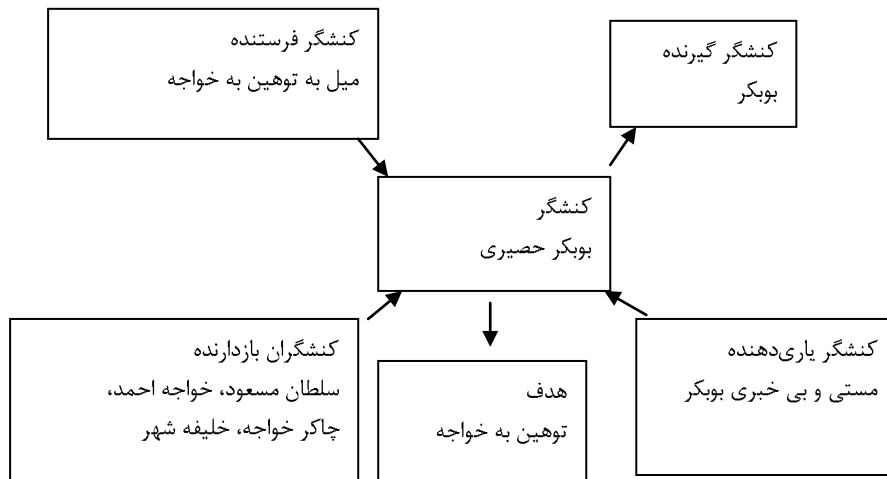 کنشگر گیرنده
بوبکر
کنشگر فرستنده
میل به توهین به خواجه
کنشگر
بوبکر حصیری
کنشگر یاری‌دهنده
مستی و بی خبری بوبکر
هدف
توهین به خواجه
کنشگران بازدارنده
سلطان مسعود، خواجه احمد،
چاکر خواجه، خلیفه شهر